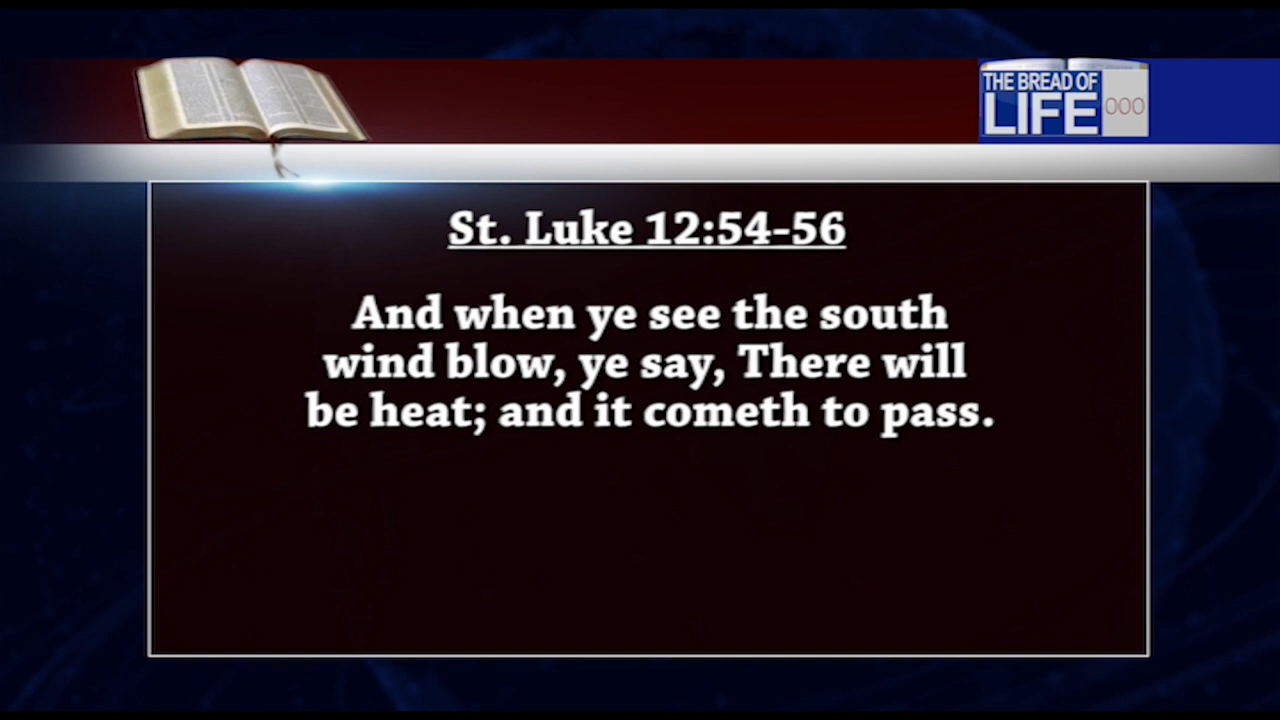 THE BREAD OF
LIFE
000
St. Luke 12:54-56
And when ye see the south
wind blow, ye say, There will
be heat; and it cometh to pass.